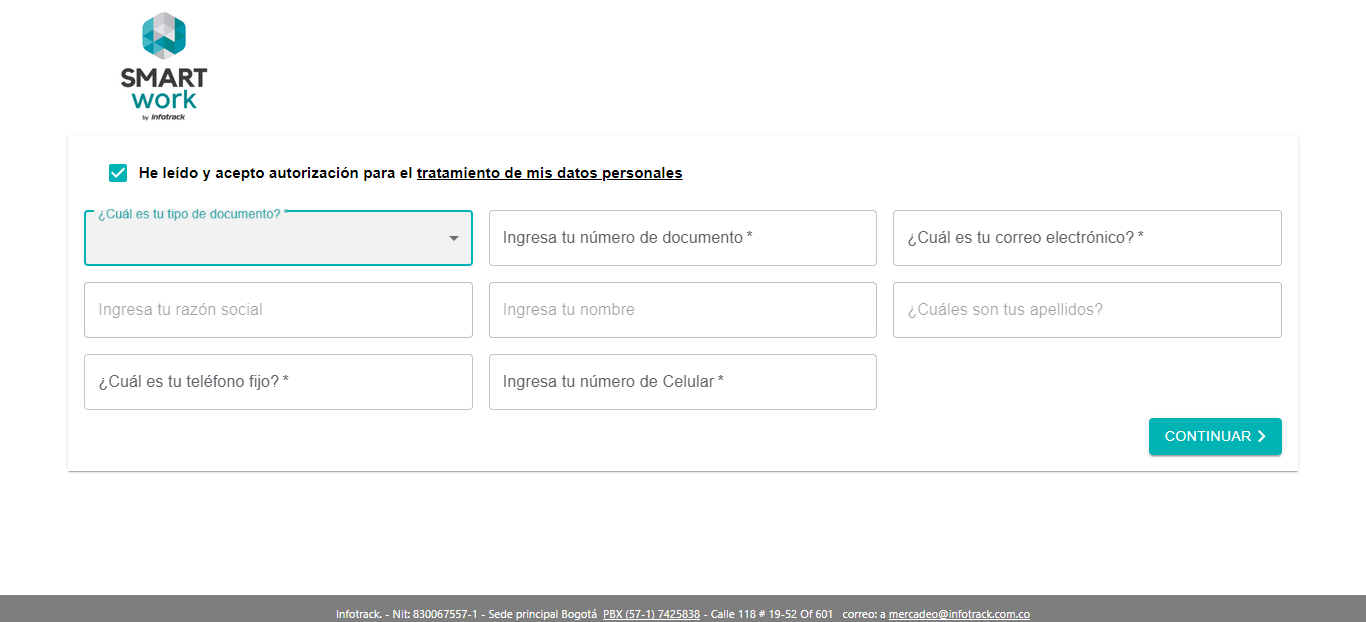 SMART
work
by infotrack
He leído y acepto autorización para el tratamiento de mis datos personales
¿Cuál es tu tipo de documento? *
Ingresa tu número de documento *
¿Cuál es tu correo electrónico? *
Ingresa tu razón social
Ingresa tu nombre
¿Cuáles son tus apellidos?
¿Cuál es tu teléfono fijo? *
Ingresa tu número de Celular *
CONTINUAR
Infotrack. - Nit: 830067557-1 - Sede principal Bogotá PBX (57-1) 7425838 - Calle 118 # 19-52 Of 601 correo: a mercadeo@infotrack.com.co